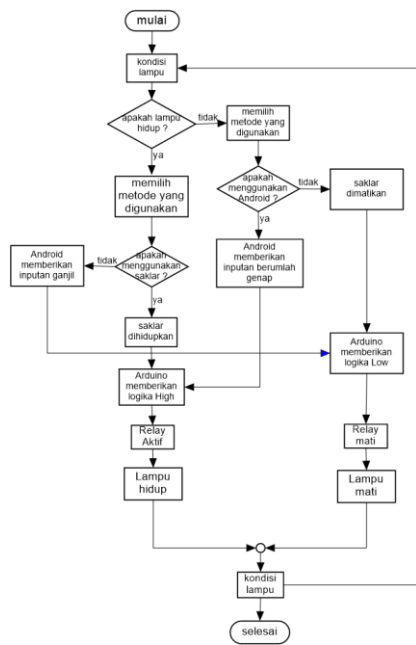 mulai
kondisi
lampu
apakah lampu
hidup ?
tidak
memilih
metode yang
digunakan
ya
memilih
metode yang
digunakan
apakah
menggunakan
Android ?
tidak
saklar
dimatikan
ya
Android
memberikan
inputan ganjil
tidak
apakah
menggunakan
saklar ?
Android
memberikan
inputan berumlah
genap
ya
saklar
dihidupkan
Arduino
memberikan
logika Low
Arduino
memberikan
logika High
Relay
Aktif
Relay
mati
Lampu
hidup
Lampu
mati
kondisi
lampu
selesai